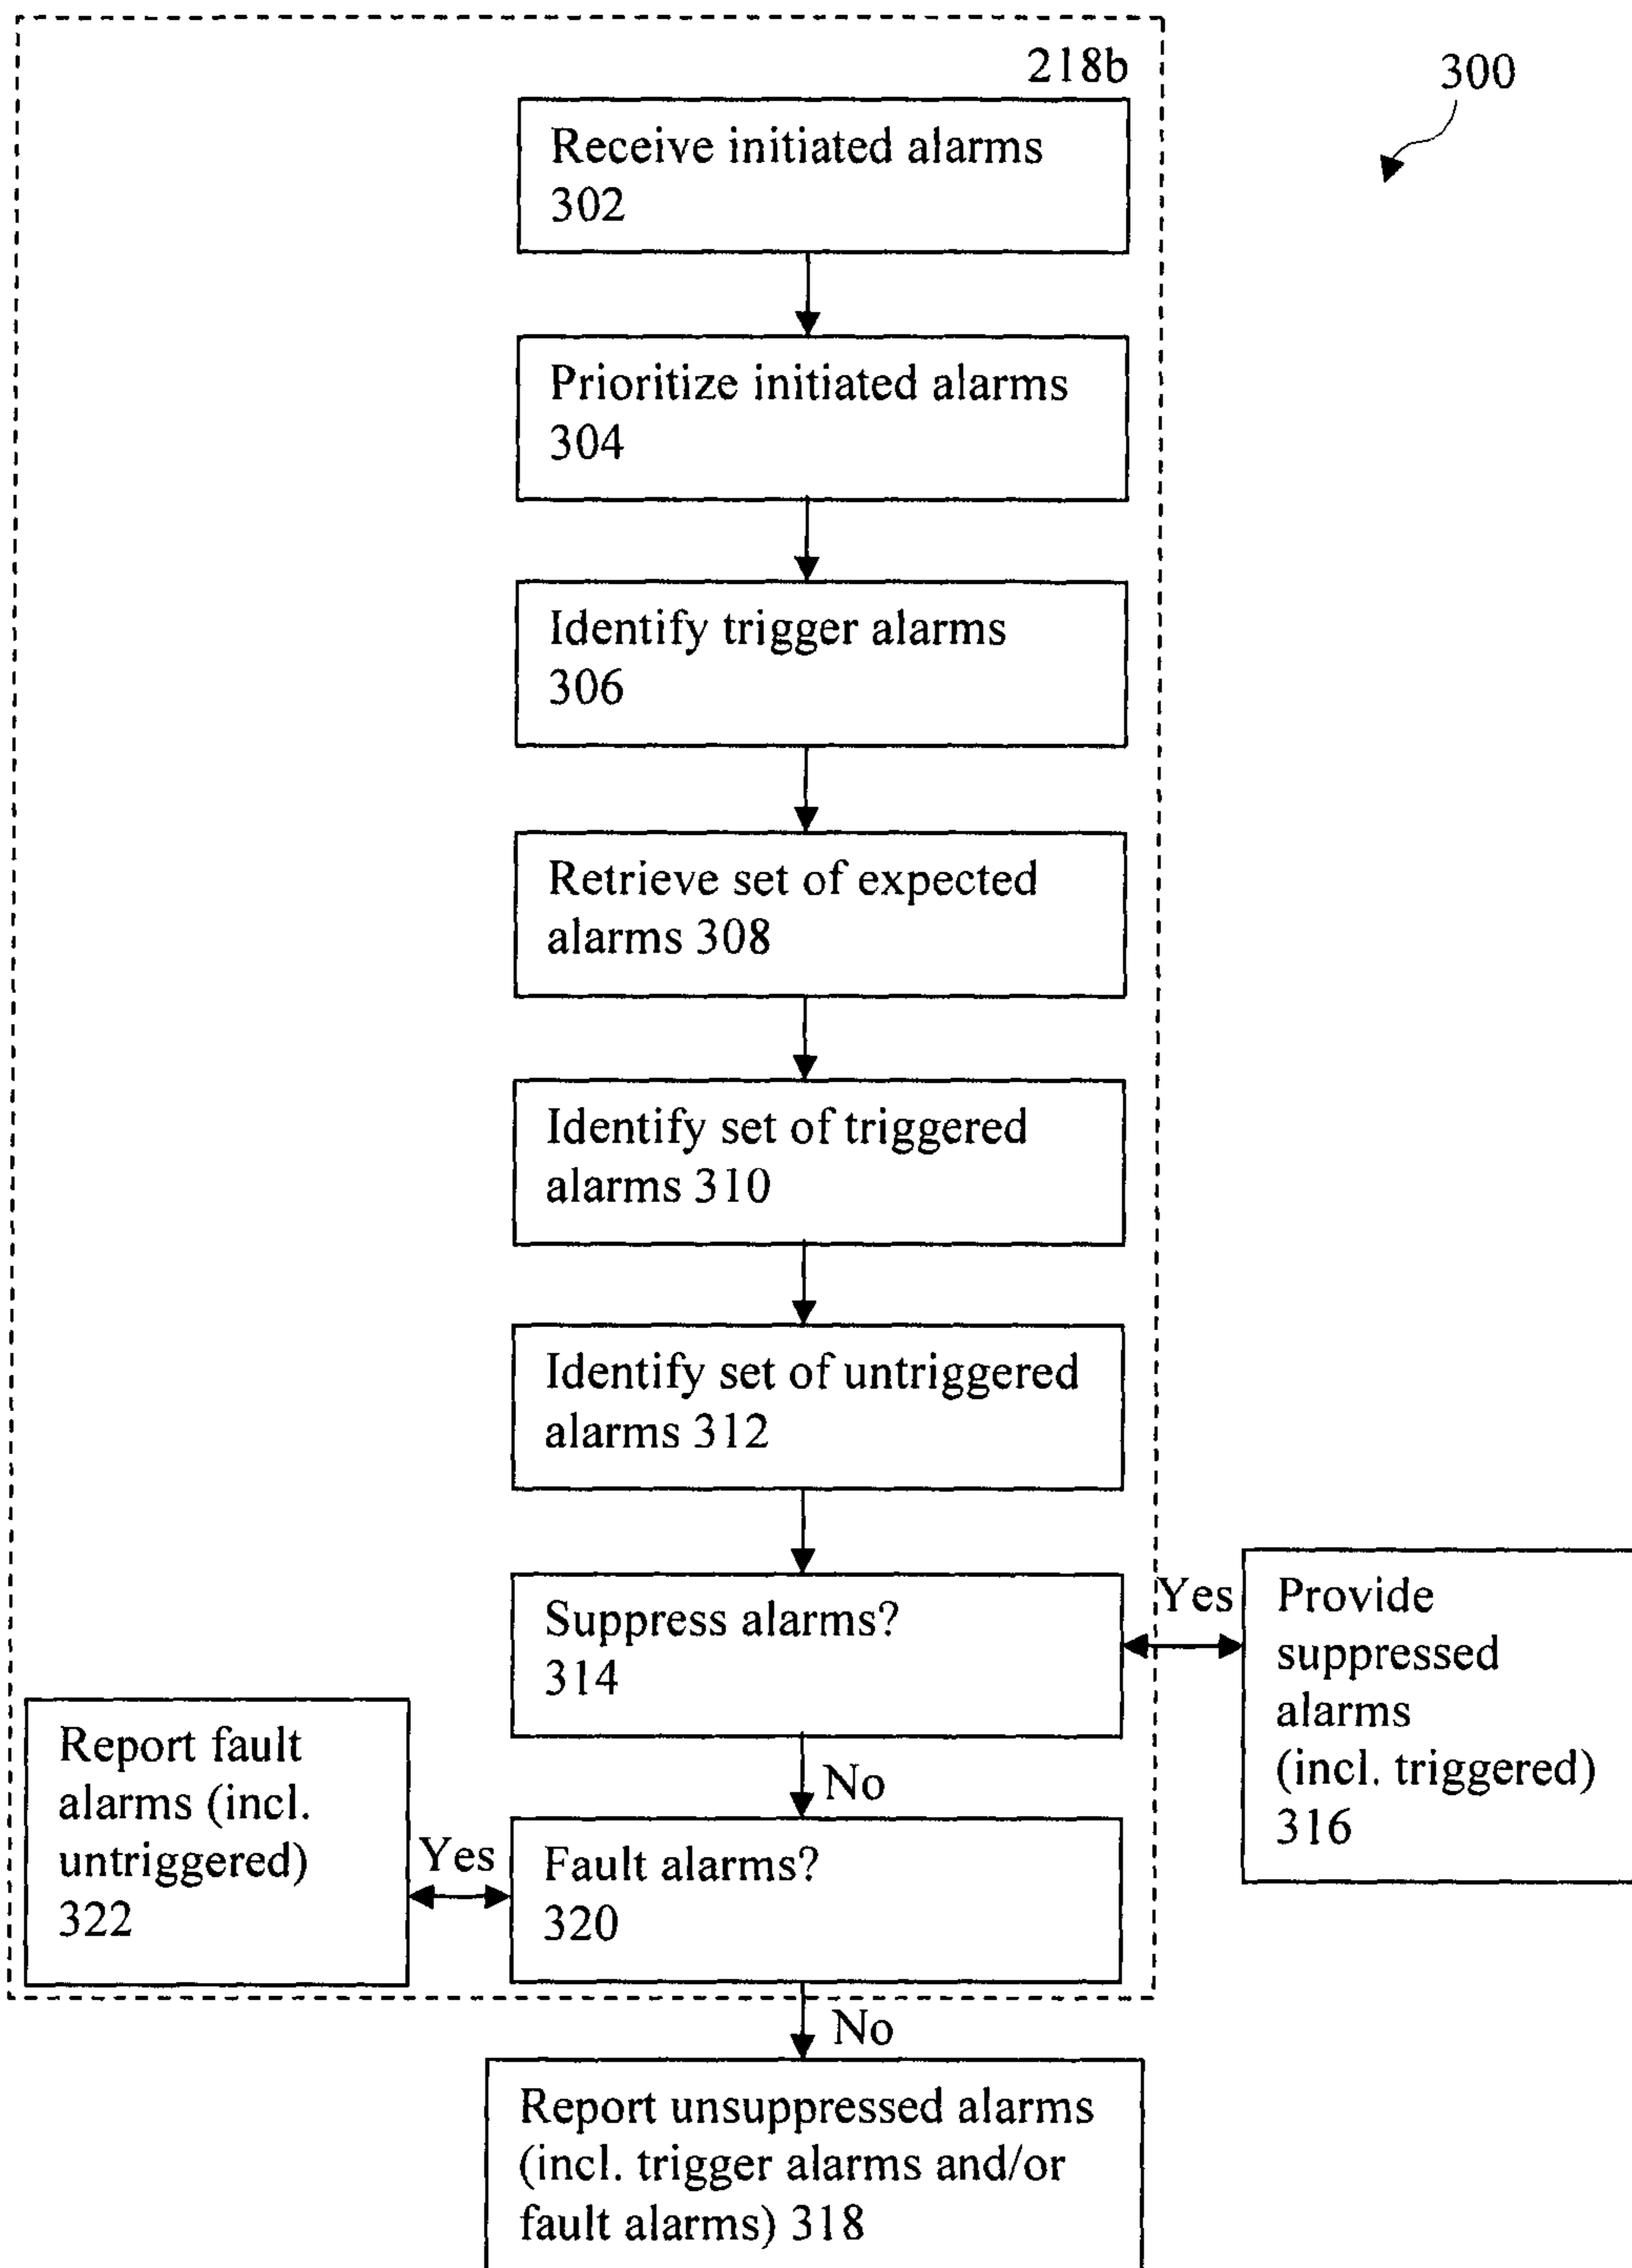 218b
300
Receive initiated alarms
302
Prioritize initiated alarms
304
Identify trigger alarms
306
Retrieve set of expected
alarms 308
Identify set of triggered
alarms 310
Identify set of untriggered
alarms 312
Suppress alarms?
314
Yes
Provide
suppressed
alarms
(incl. triggered)
316
No
Fault alarms?
320
Yes
Report fault
alarms (incl.
untriggered)
322
No
Report unsuppressed alarms
(incl. trigger alarms and/or
fault alarms) 318